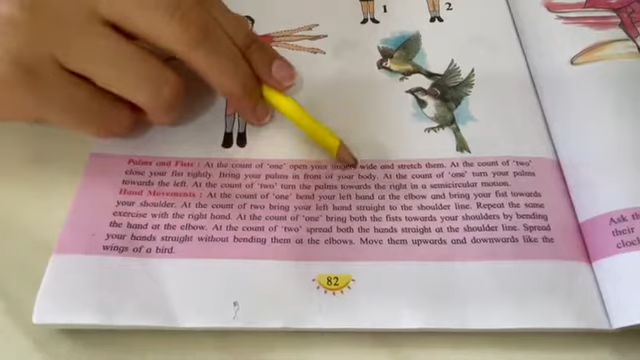 1
2
Palms and Fists : At the count of 'one' open your fingers wide and stretch them. At the count of 'two'
close your fist tightly. Bring your palms in front of your body. At the count of 'one' turn your palms
towards the left. At the count of 'two' turn the palms towards the right in a semicircular motion.
Hand Movements : At the count of 'one' bend your left hand at the elbow and bring your fist towards
your shoulder. At the count of two bring your left hand straight to the shoulder line. Repeat the same
exercise with the right hand. At the count of 'one' bring both the fists towards your shoulders by bending
the hand at the elbow. At the count of 'two' spread both the hands straight at the shoulder line. Spread
your hands straight without bending them at the elbows. Move them upwards and downwards like the
wings of a bird.
82
Ask
their